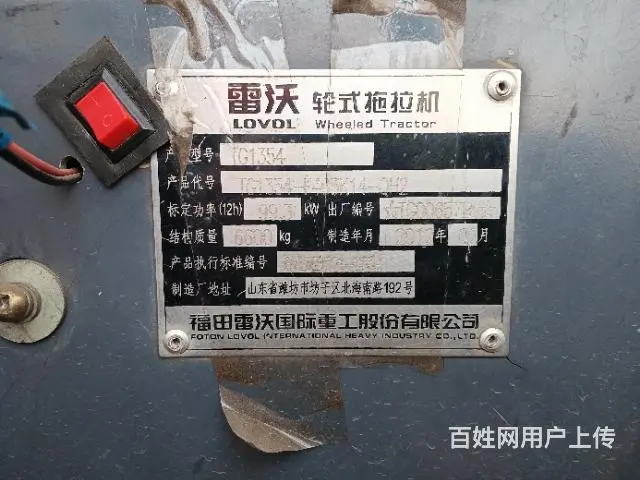 雷沃 轮式拖拉机
LOVOL Wheeled Tractor
产品型号 TG1354
产品代号
标定功率(12h) 99.3 kW 出厂编号
结构质量 kg 制造年月 年 月
产品执行标准编号
制造厂地址 山东省潍坊市坊子区北海南路192号
福田雷沃国际重工股份有限公司
FOTON LOVOL INTERNATIONAL HEAVY INDUSTRY CO.,LTD.
百姓网用户上传